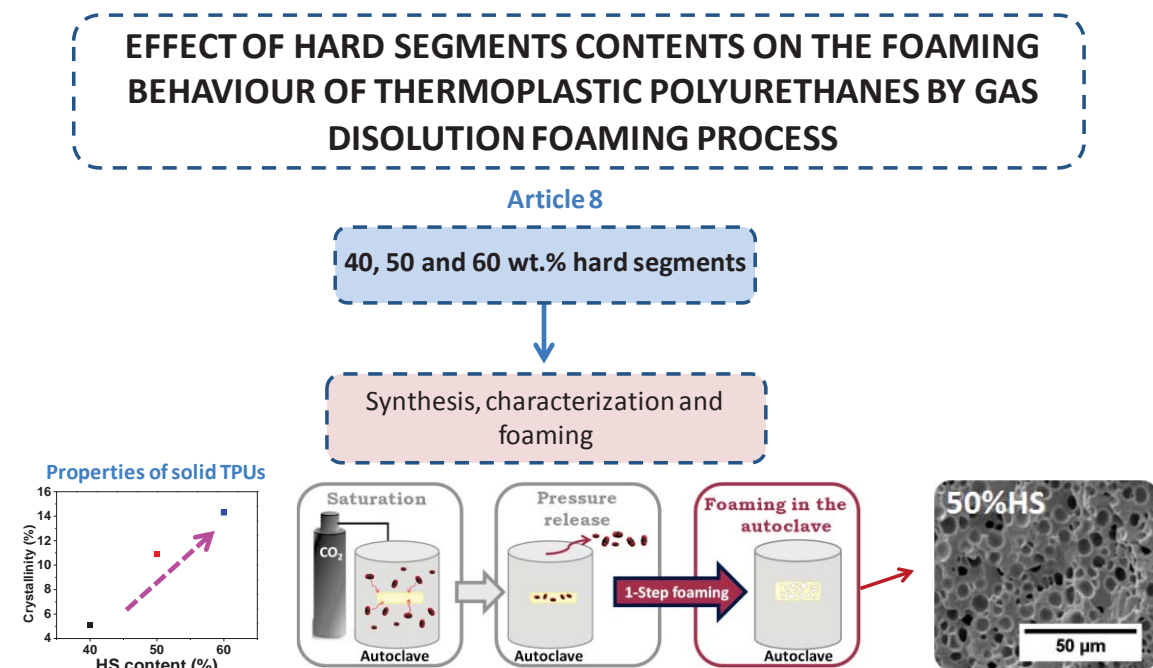 EFFECT OF HARD SEGMENTS CONTENTS ON THE FOAMING
BEHAVIOUR OF THERMOPLASTIC POLYURETHANES BY GAS
DISOLUTION FOAMING PROCESS
Article 8
40, 50 and 60 wt.% hard segments
Synthesis, characterization and
foaming
Properties of solid TPUs
16
14
12
10
8
6
4
Crystallinity (%)
40
50
60
HS content (%)
Saturation
CO2
Autoclave
Pressure
release
Autoclave
1-Step foaming
Foaming in the
autoclave
Autoclave
50%HS
50 µm